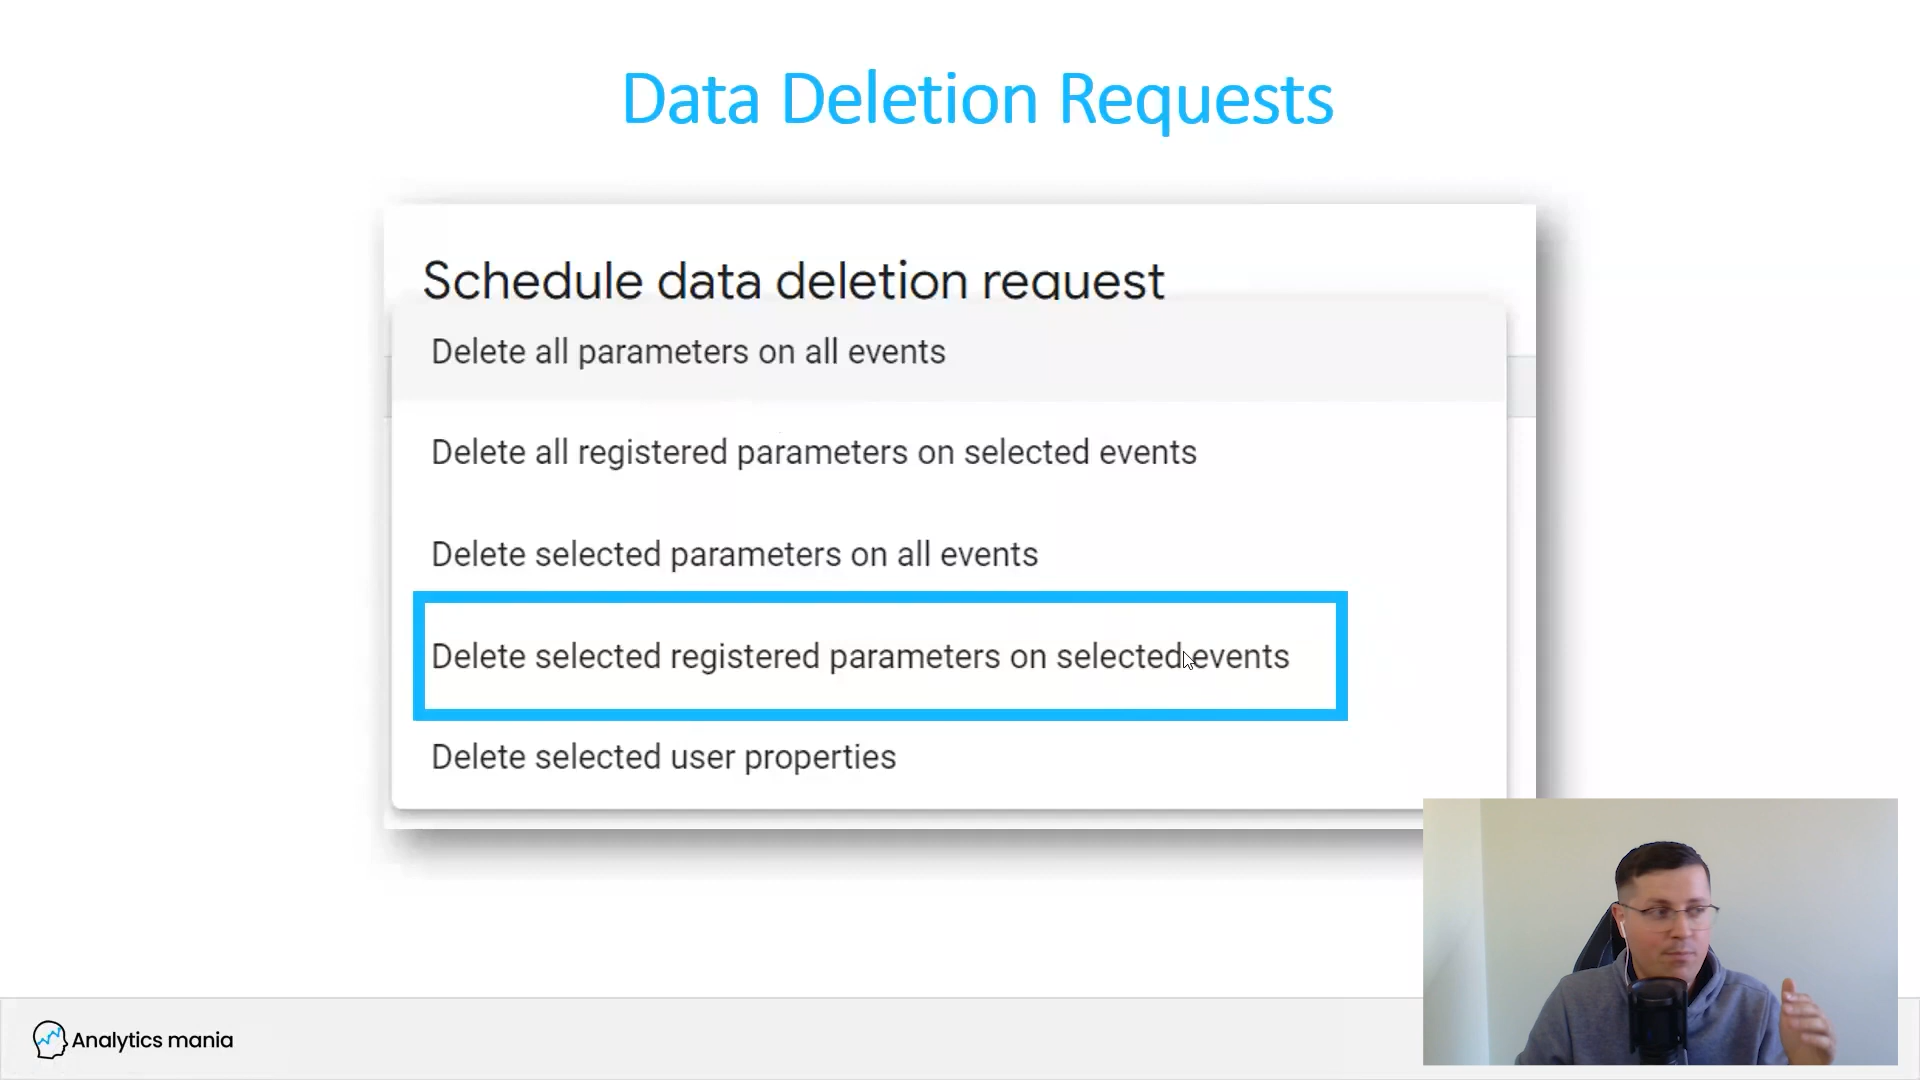 Data Deletion Requests
Schedule data deletion request
Delete all parameters on all events
Delete all registered parameters on selected events
Delete selected parameters on all events
Delete selected registered parameters on selected events
Delete selected user properties
Analytics mania